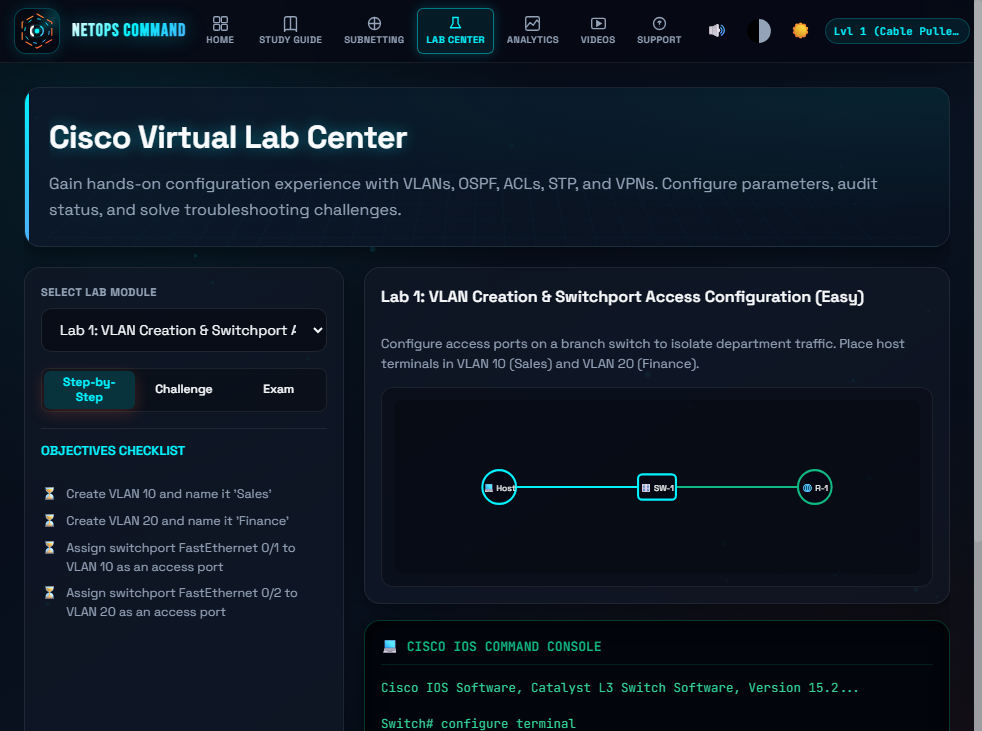 NETOPS COMMAND
HOME
STUDY GUIDE
SUBNETTING
LAB CENTER
ANALYTICS
VIDEOS
SUPPORT
Lvl 1 (Cable Pulle…
Cisco Virtual Lab Center
Gain hands-on configuration experience with VLANs, OSPF, ACLs, STP, and VPNs. Configure parameters, audit
status, and solve troubleshooting challenges.
SELECT LAB MODULE
Lab 1: VLAN Creation & Switchport A
Step-by-
Step
Challenge
Exam
OBJECTIVES CHECKLIST
Create VLAN 10 and name it 'Sales'
Create VLAN 20 and name it 'Finance'
Assign switchport FastEthernet 0/1 to
VLAN 10 as an access port
Assign switchport FastEthernet 0/2 to
VLAN 20 as an access port
Lab 1: VLAN Creation & Switchport Access Configuration (Easy)
Configure access ports on a branch switch to isolate department traffic. Place host
terminals in VLAN 10 (Sales) and VLAN 20 (Finance).
Host
SW-1
R-1
CISCO IOS COMMAND CONSOLE
Cisco IOS Software, Catalyst L3 Switch Software, Version 15.2...
Switch# configure terminal